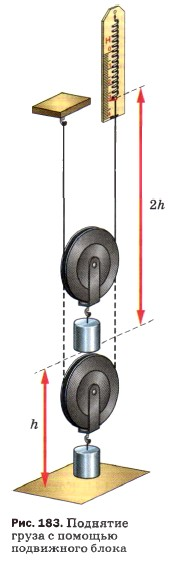 2h
h
Рис. 183. Поднятие
груза с помощью
подвижного блока